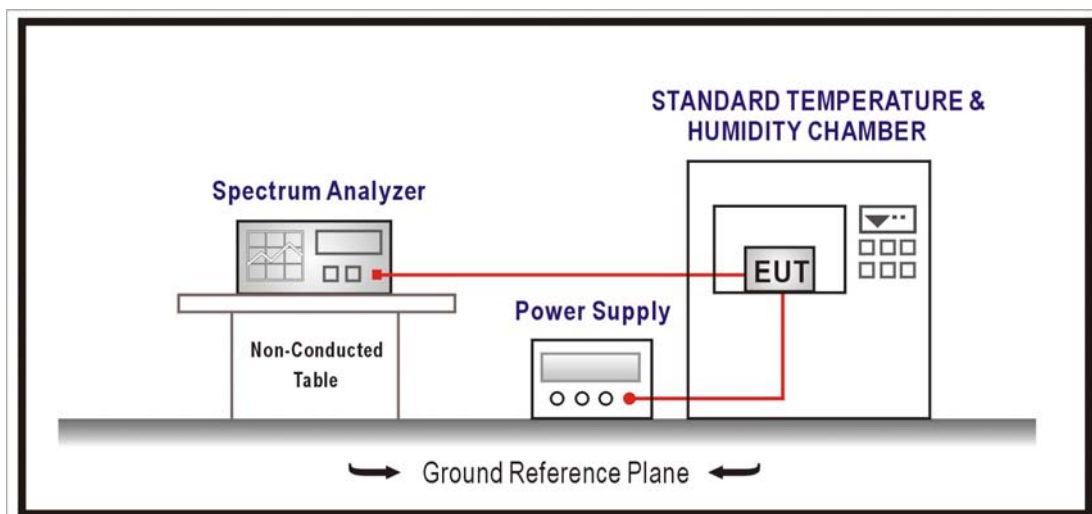 STANDARD TEMPERATURE &
HUMIDITY CHAMBER
Spectrum Analyzer
EUT
Power Supply
Non-Conducted
Table
Ground Reference Plane